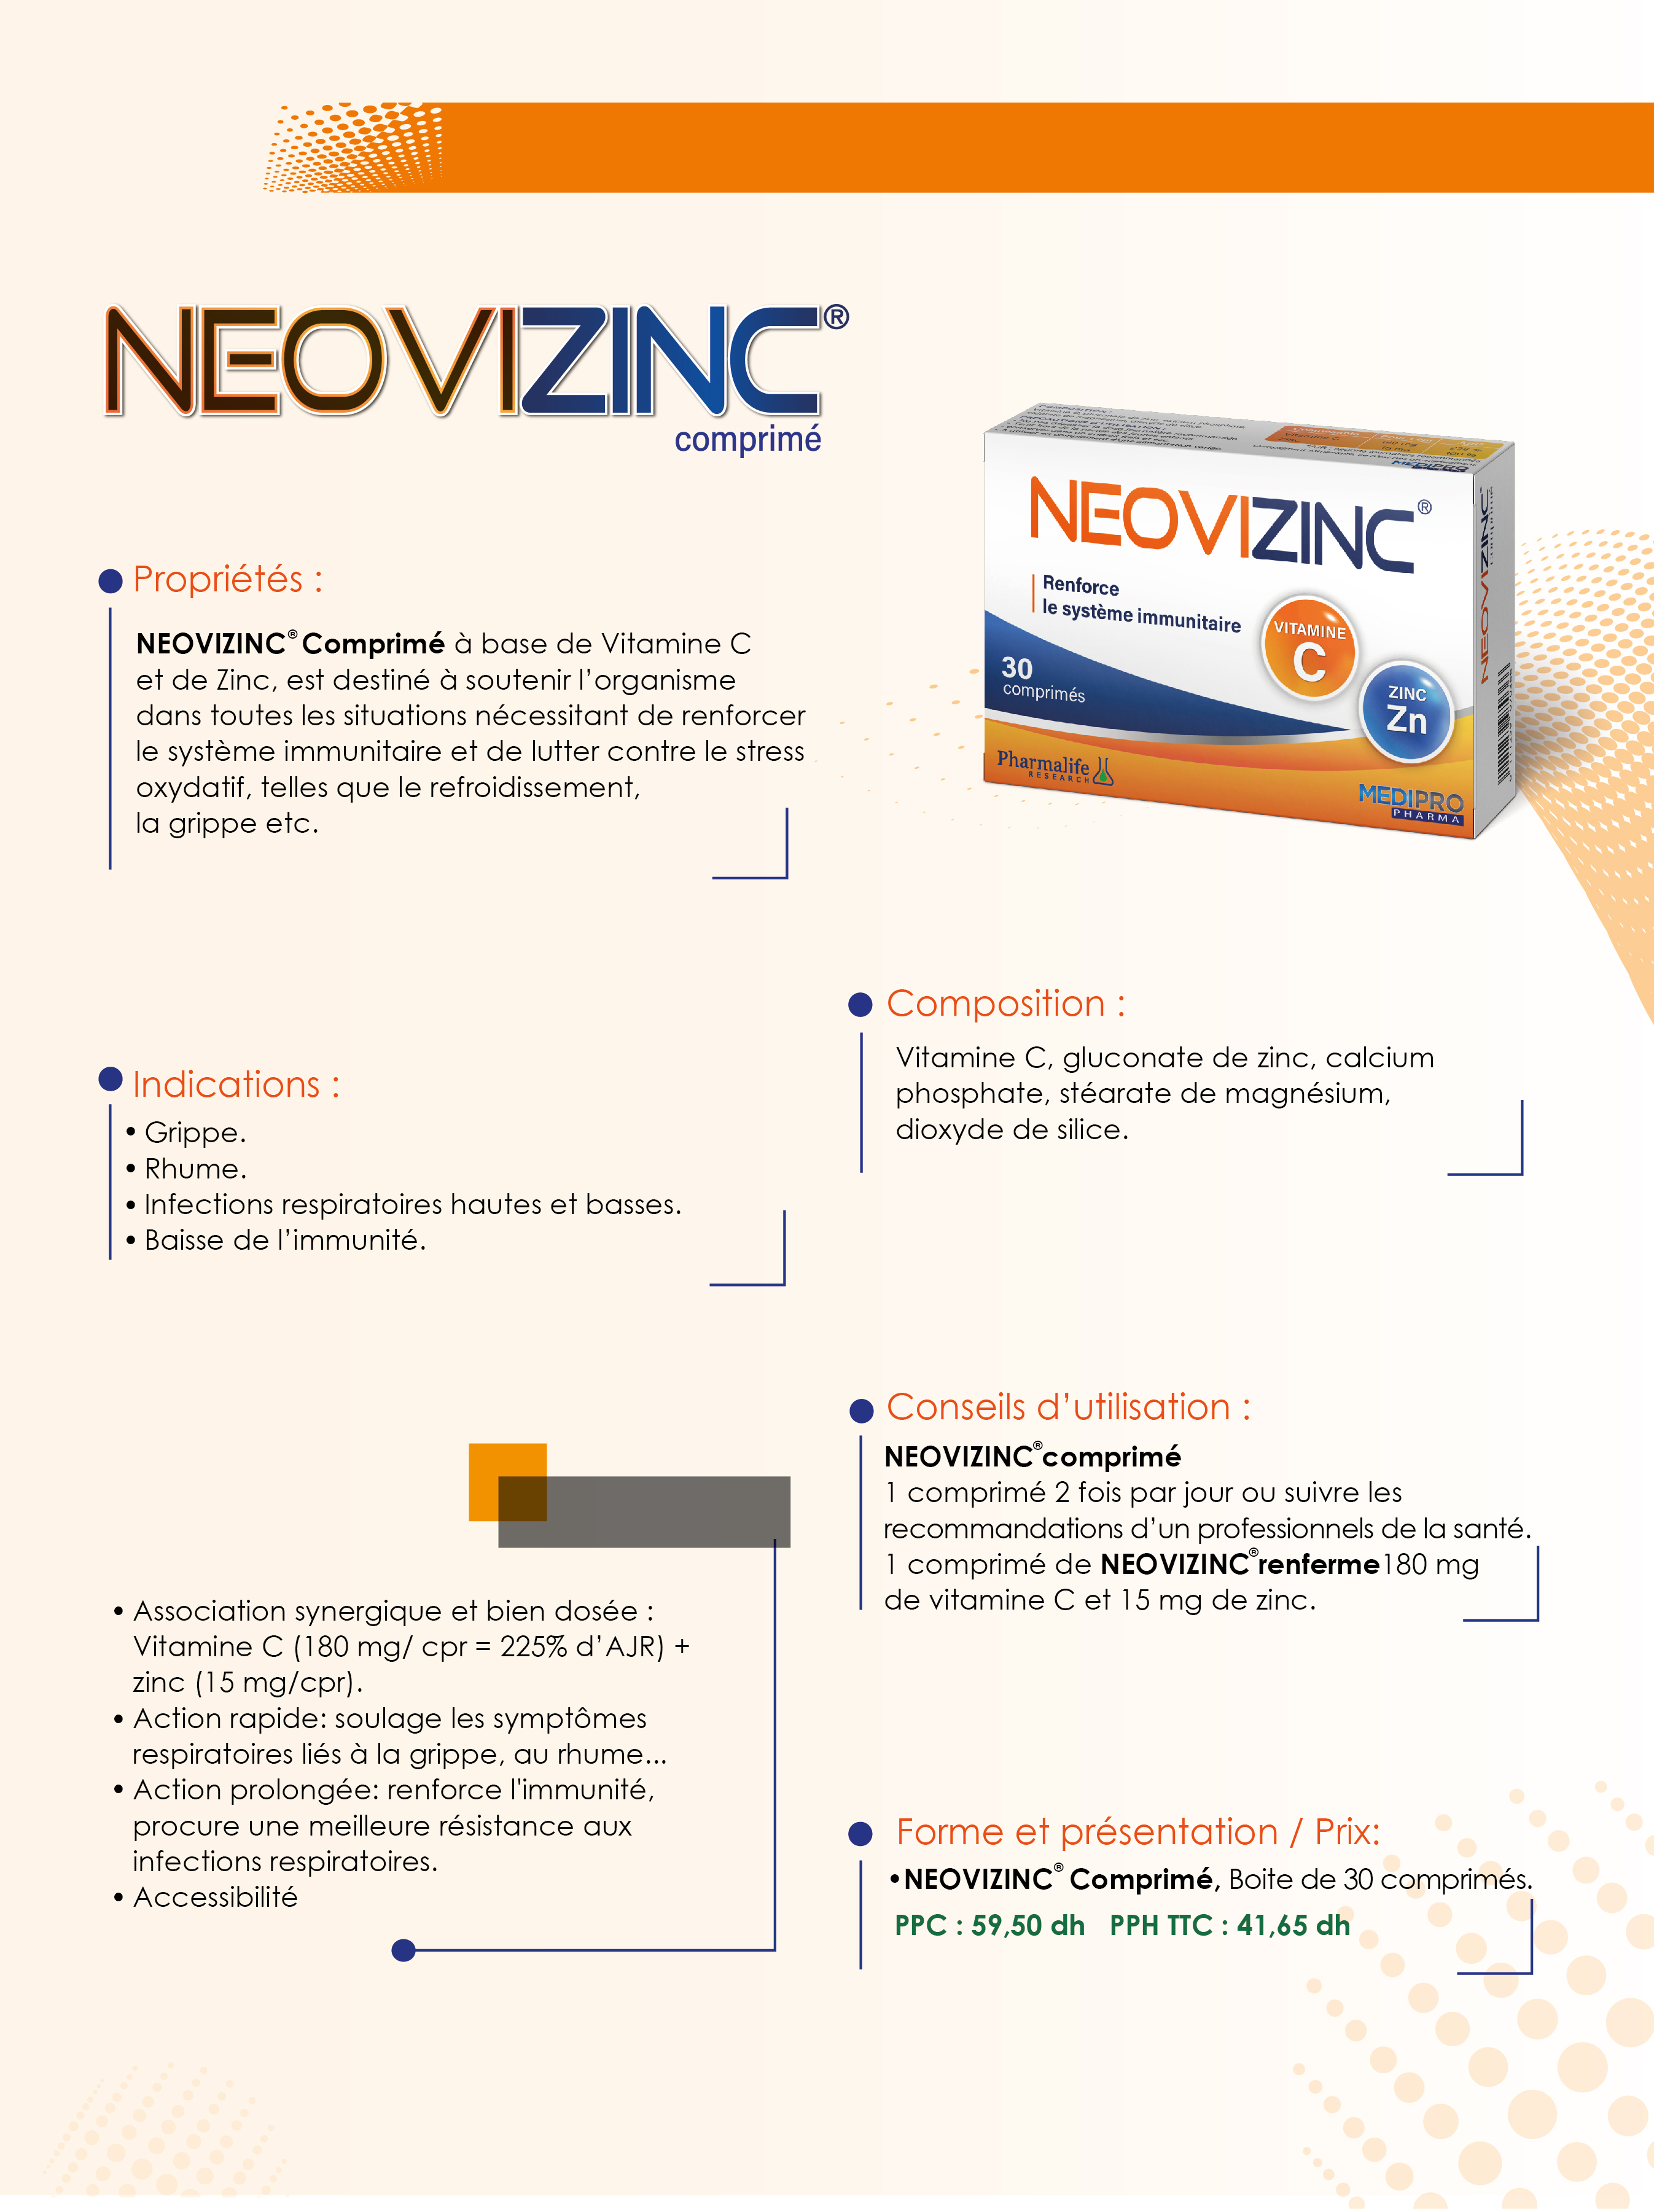 NEOVIZINC®
comprimé
Propriétés :
NEOVIZINC® Comprimé à base de Vitamine C
et de Zinc, est destiné à soutenir l’organisme
dans toutes les situations nécessitant de renforcer
le système immunitaire et de lutter contre le stress
oxydatif, telles que le refroidissement,
la grippe etc.
NEOVIZINC®
Renforce
le système immunitaire
VITAMINE
C
ZINC
Zn
30
comprimés
Pharmalife
RESEARCH
MEDIPRO
PHARMA
MEDIPRO
NEOVIZINC
Indications :
• Grippe.
• Rhume.
• Infections respiratoires hautes et basses.
• Baisse de l’immunité.
Composition :
Vitamine C, gluconate de zinc, calcium
phosphate, stéarate de magnésium,
dioxyde de silice.
Conseils d’utilisation :
NEOVIZINC®comprimé
1 comprimé 2 fois par jour ou suivre les
recommandations d’un professionnels de la santé.
1 comprimé de NEOVIZINC®renferme180 mg
de vitamine C et 15 mg de zinc.
• Association synergique et bien dosée :
Vitamine C (180 mg/ cpr = 225% d’AJR) +
zinc (15 mg/cpr).
• Action rapide: soulage les symptômes
respiratoires liés à la grippe, au rhume...
• Action prolongée: renforce l'immunité,
procure une meilleure résistance aux
infections respiratoires.
• Accessibilité
Forme et présentation / Prix:
•NEOVIZINC® Comprimé, Boite de 30 comprimés.
PPC : 59,50 dh PPH TTC : 41,65 dh